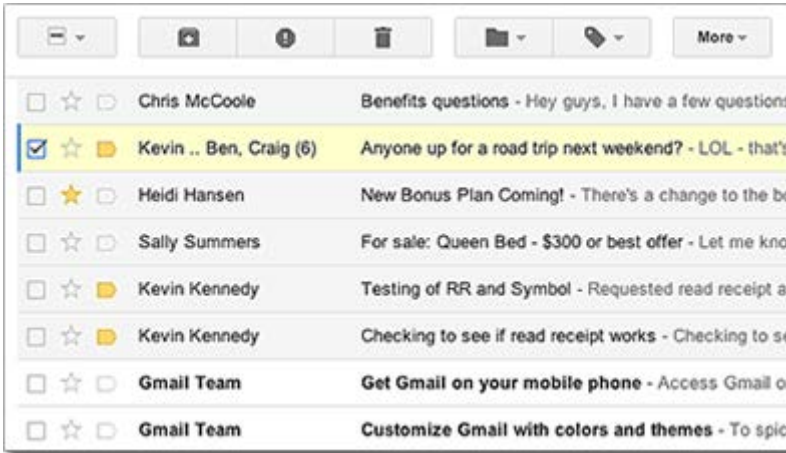 More
Chris McCoole Benefits questions - Hey guys, I have a few questions
Kevin .. Ben, Craig (6) Anyone up for a road trip next weekend? - LOL - that's
Heidi Hansen New Bonus Plan Coming! - There's a change to the
Sally Summers For sale: Queen Bed - $300 or best offer - Let me
Kevin Kennedy Testing of RR and Symbol - Requested read receipt
Kevin Kennedy Checking to see if read receipt works - Checking to
Gmail Team Get Gmail on your mobile phone - Access Gmail
Gmail Team Customize Gmail with colors and themes - To